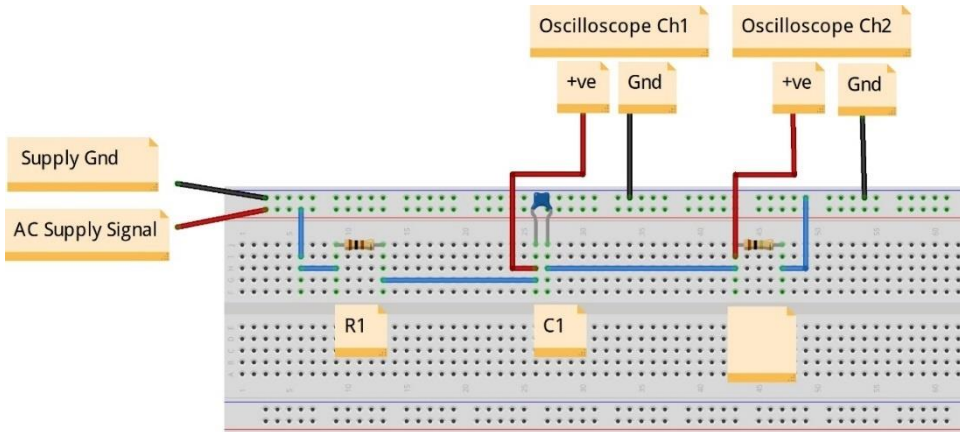 Oscilloscope Ch1
Oscilloscope Ch2
+ve
Gnd
+ve
Gnd
Supply Gnd
AC Supply Signal
R1
C1